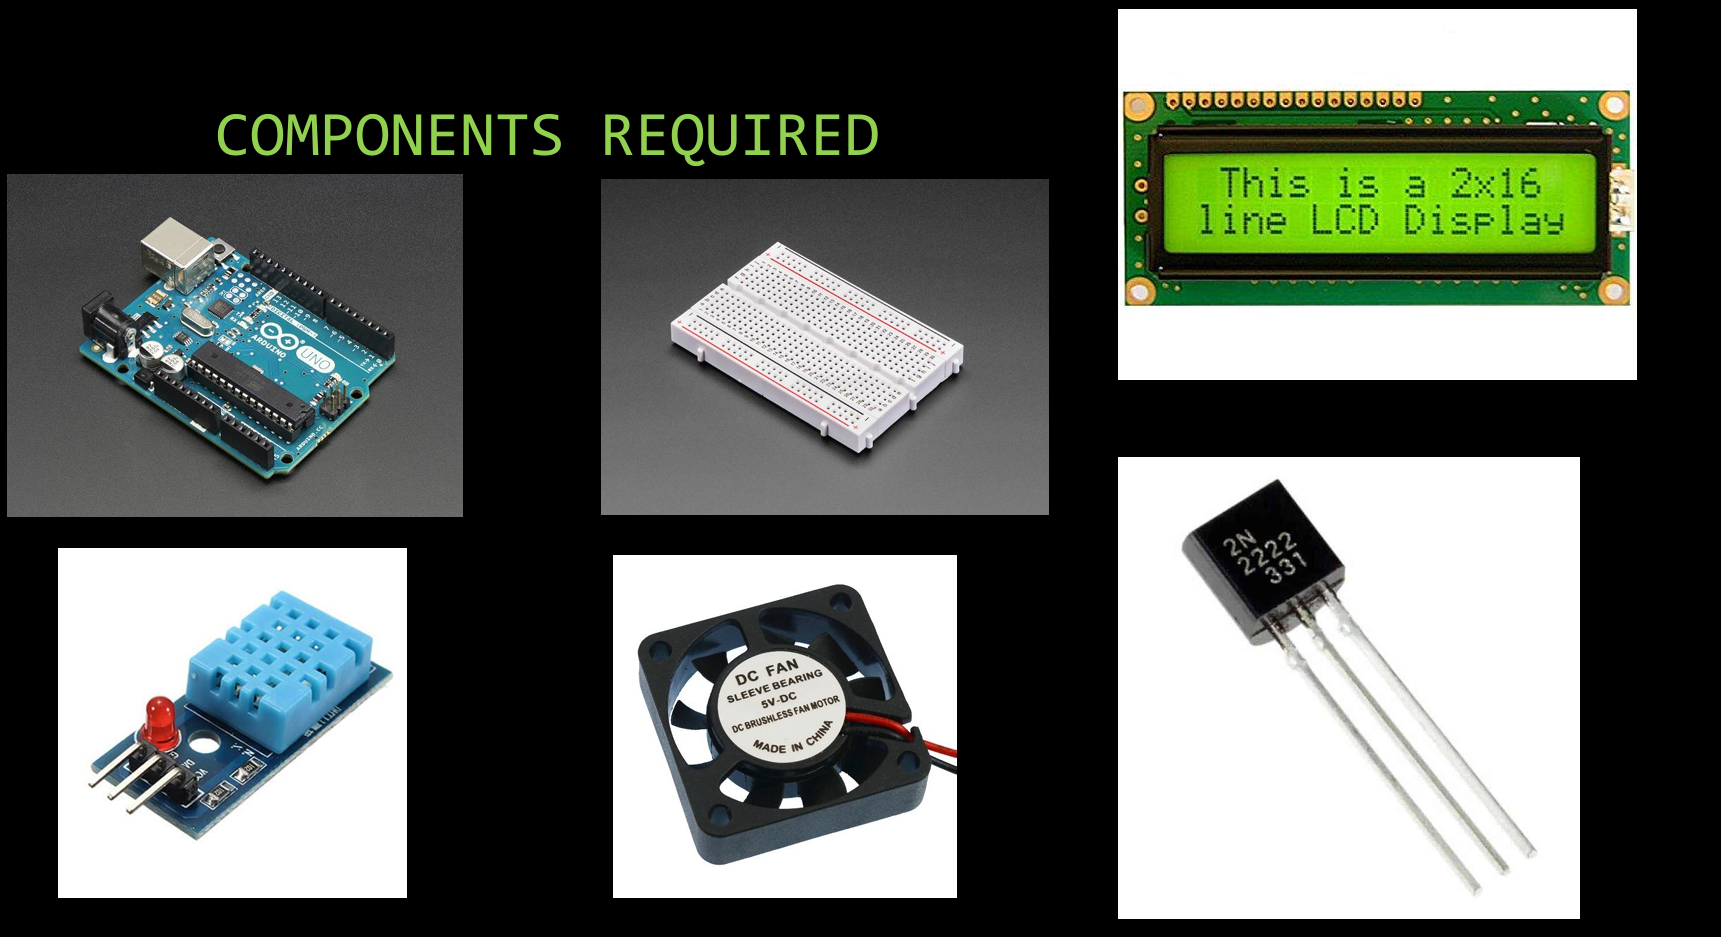 COMPONENTS REQUIRED
This is a 2x16
line LCD Display
ARDUINO
UNO
DC FAN
SLEEVE BEARING
5V-DC
DC BRUSHLESS FAN MOTOR
MADE IN CHINA
2N
2222
331